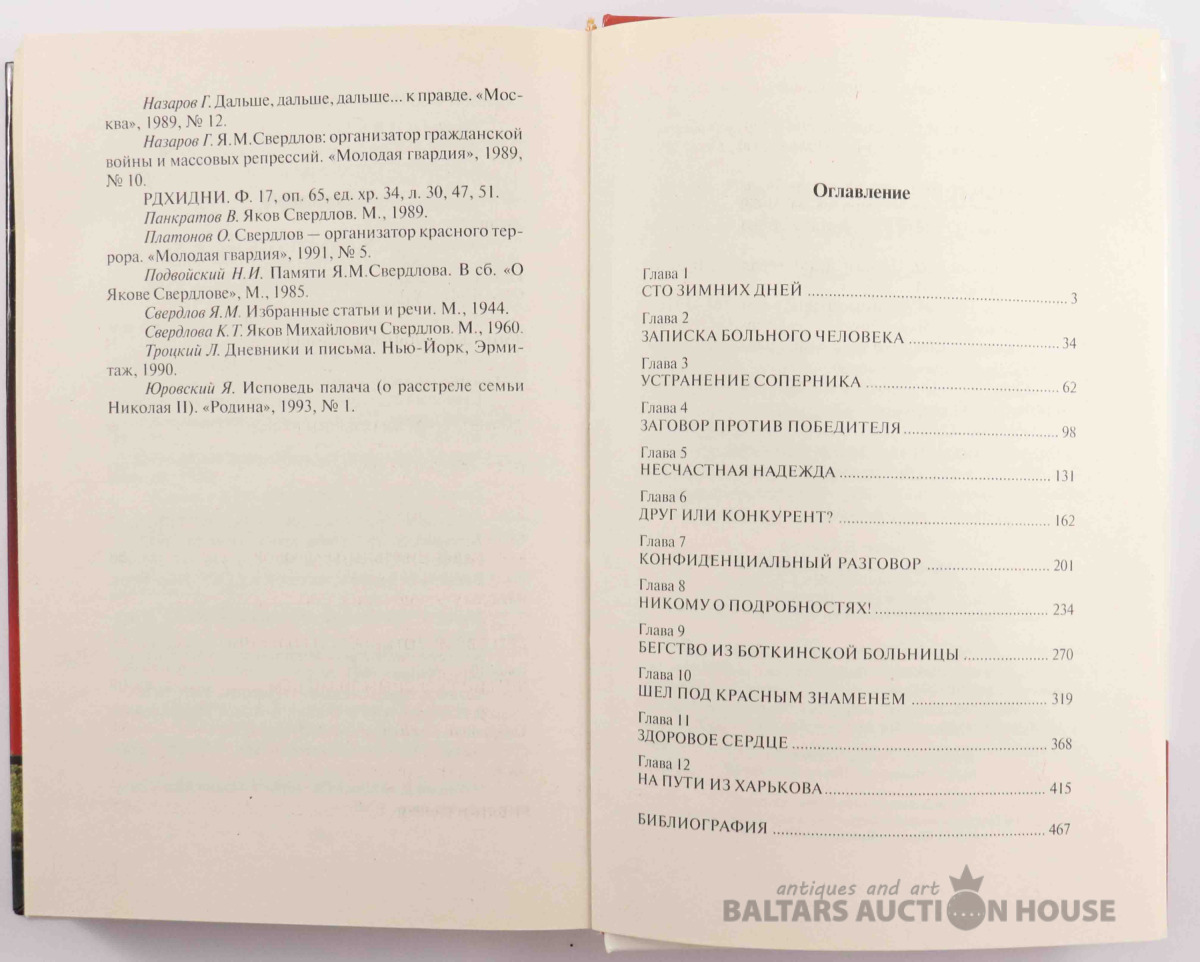 Назаров Г. Дальше, дальше, дальше... к правде. «Мос-
ква», 1989, № 12.
Назаров Г. Я.М.Свердлов: организатор гражданской
войны и массовых репрессий. «Молодая гвардия», 1989,
№ 10.
РДХИДНИ. Ф. 17, оп. 65, ед. хр. 34, л. 30, 47, 51.
Панкратов В. Яков Свердлов. М., 1989.
Платонов О. Свердлов — организатор красного тер-
рора. «Молодая гвардия», 1991, № 5.
Подвойский Н.И. Памяти Я.М.Свердлова. В сб. «О
Якове Свердлове», М., 1985.
Свердлов Я.М. Избранные статьи и речи. М., 1944.
Свердлова К.Т. Яков Михайлович Свердлов. М., 1960.
Троцкий Л. Дневники и письма. Нью-Йорк, Эрми-
таж, 1990.
Юровский Я. Исповедь палача (о расстреле семьи
Николая II). «Родина», 1993, № 1.
Оглавление
Глава 1
СТО ЗИМНИХ ДНЕЙ 3
Глава 2
ЗАПИСКА БОЛЬНОГО ЧЕЛОВЕКА 34
Глава 3
УСТРАНЕНИЕ СОПЕРНИКА 62
Глава 4
ЗАГОВОР ПРОТИВ ПОБЕДИТЕЛЯ 98
Глава 5
НЕСЧАСТНАЯ НАДЕЖДА 131
Глава 6
ДРУГ ИЛИ КОНКУРЕНТ? 162
Глава 7
КОНФИДЕНЦИАЛЬНЫЙ РАЗГОВОР 201
Глава 8
НИКОМУ О ПОДРОБНОСТЯХ! 234
Глава 9
БЕГСТВО ИЗ БОТКИНСКОЙ БОЛЬНИЦЫ 270
Глава 10
ШЕЛ ПОД КРАСНЫМ ЗНАМЕНЕМ 319
Глава 11
ЗДОРОВОЕ СЕРДЦЕ 368
Глава 12
НА ПУТИ ИЗ ХАРЬКОВА 415
БИБЛИОГРАФИЯ 467
antiques and art
BALTARS AUCTION HOUSE